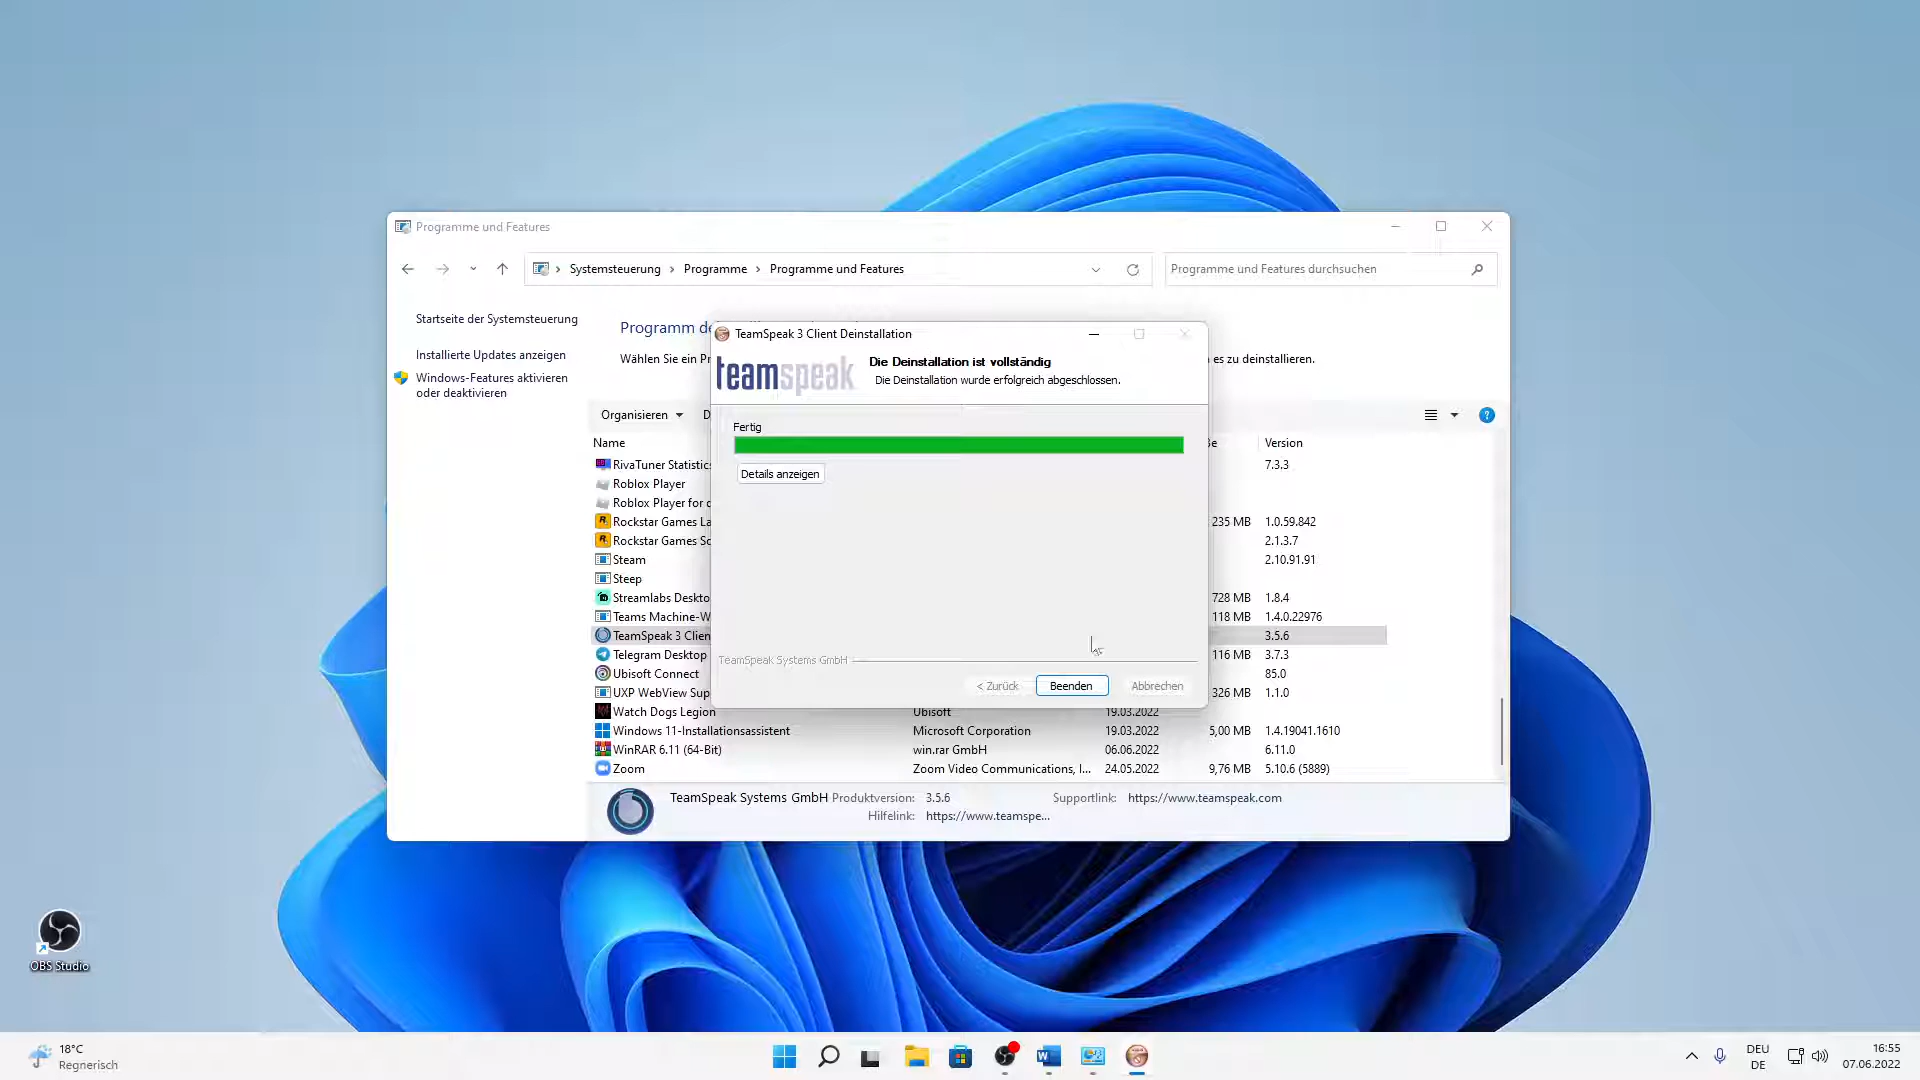 Programme und Features
Systemsteuerung > Programme > Programme und Features
Programme und Features durchsuchen
Startseite der Systemsteuerung
Installierte Updates anzeigen
Windows-Features aktivieren
oder deaktivieren
Programm de
Wählen Sie ein Pr
es zu deinstallieren.
Organisieren
D
TeamSpeak 3 Client Deinstallation
teamspeak
Die Deinstallation ist vollständig
Die Deinstallation wurde erfolgreich abgeschlossen.
Fertig
Details anzeigen
TeamSpeak Systems GmbH
< Zurück Beenden Abbrechen
Name Version
RivaTuner Statistics 7.3.3
Roblox Player
Roblox Player for
Rockstar Games La 235 MB 1.0.59.842
Rockstar Games Sc 2.1.3.7
Steam 2.10.91.91
Steep
Streamlabs Deskto 728 MB 1.8.4
Teams Machine-W 118 MB 1.4.0.22976
TeamSpeak 3 Clien 3.5.6
Telegram Desktop 116 MB 3.7.3
Ubisoft Connect 85.0
UXP WebView Sup 326 MB 1.1.0
Watch Dogs Legion Ubisoft 19.03.2022
Windows 11-Installationsassistent Microsoft Corporation 19.03.2022 5,00 MB 1.4.19041.1610
WinRAR 6.11 (64-Bit) win.rar GmbH 06.06.2022 6.11.0
Zoom Zoom Video Communications, I... 24.05.2022 9,76 MB 5.10.6 (5889)
TeamSpeak Systems GmbH Produktversion: 3.5.6 Supportlink: https://www.teamspeak.com
Hilfelink: https://www.teamspe...
OBS Studio
18°C
Regnerisch
DEU
DE
16:55
07.06.2022